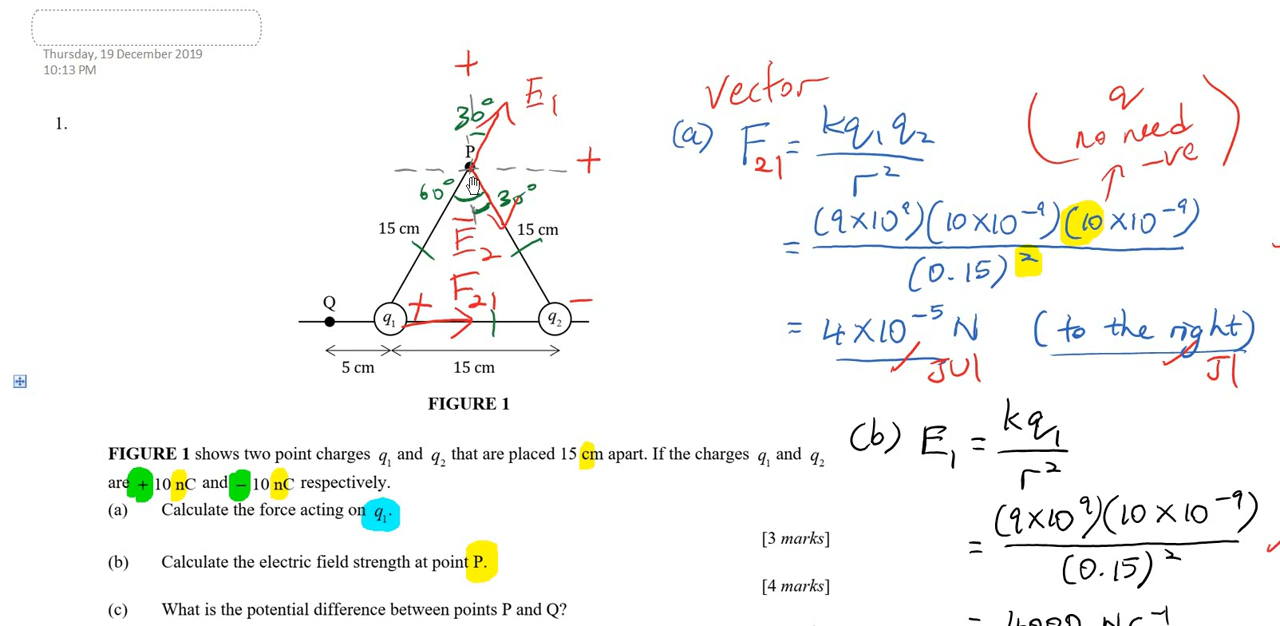 Thursday, 19 December 2019
10:13 PM
1.
+
30°
E₁
P
+
60°
30°
15 cm
15 cm
E₂
F₂₁
Q
+
−
q₁
q₂
5 cm
15 cm
FIGURE 1
FIGURE 1 shows two point charges q₁ and q₂ that are placed 15 cm apart. If the charges q₁ and q₂
are + 10 nC and − 10 nC respectively.
(a) Calculate the force acting on q₁.
[3 marks]
(b) Calculate the electric field strength at point P.
[4 marks]
(c) What is the potential difference between points P and Q?
vector
(a) F₂₁ = kq₁q₂ / r²
(q
no need
-ve)
= (9×10⁹)(10×10⁻⁹)(10×10⁻⁹) / (0.15)²
= 4×10⁻⁵ N (to the right)
JU1 J1
(b) E₁ = kq₁ / r²
= (9×10⁹)(10×10⁻⁹) / (0.15)²
= 4000 NC⁻¹